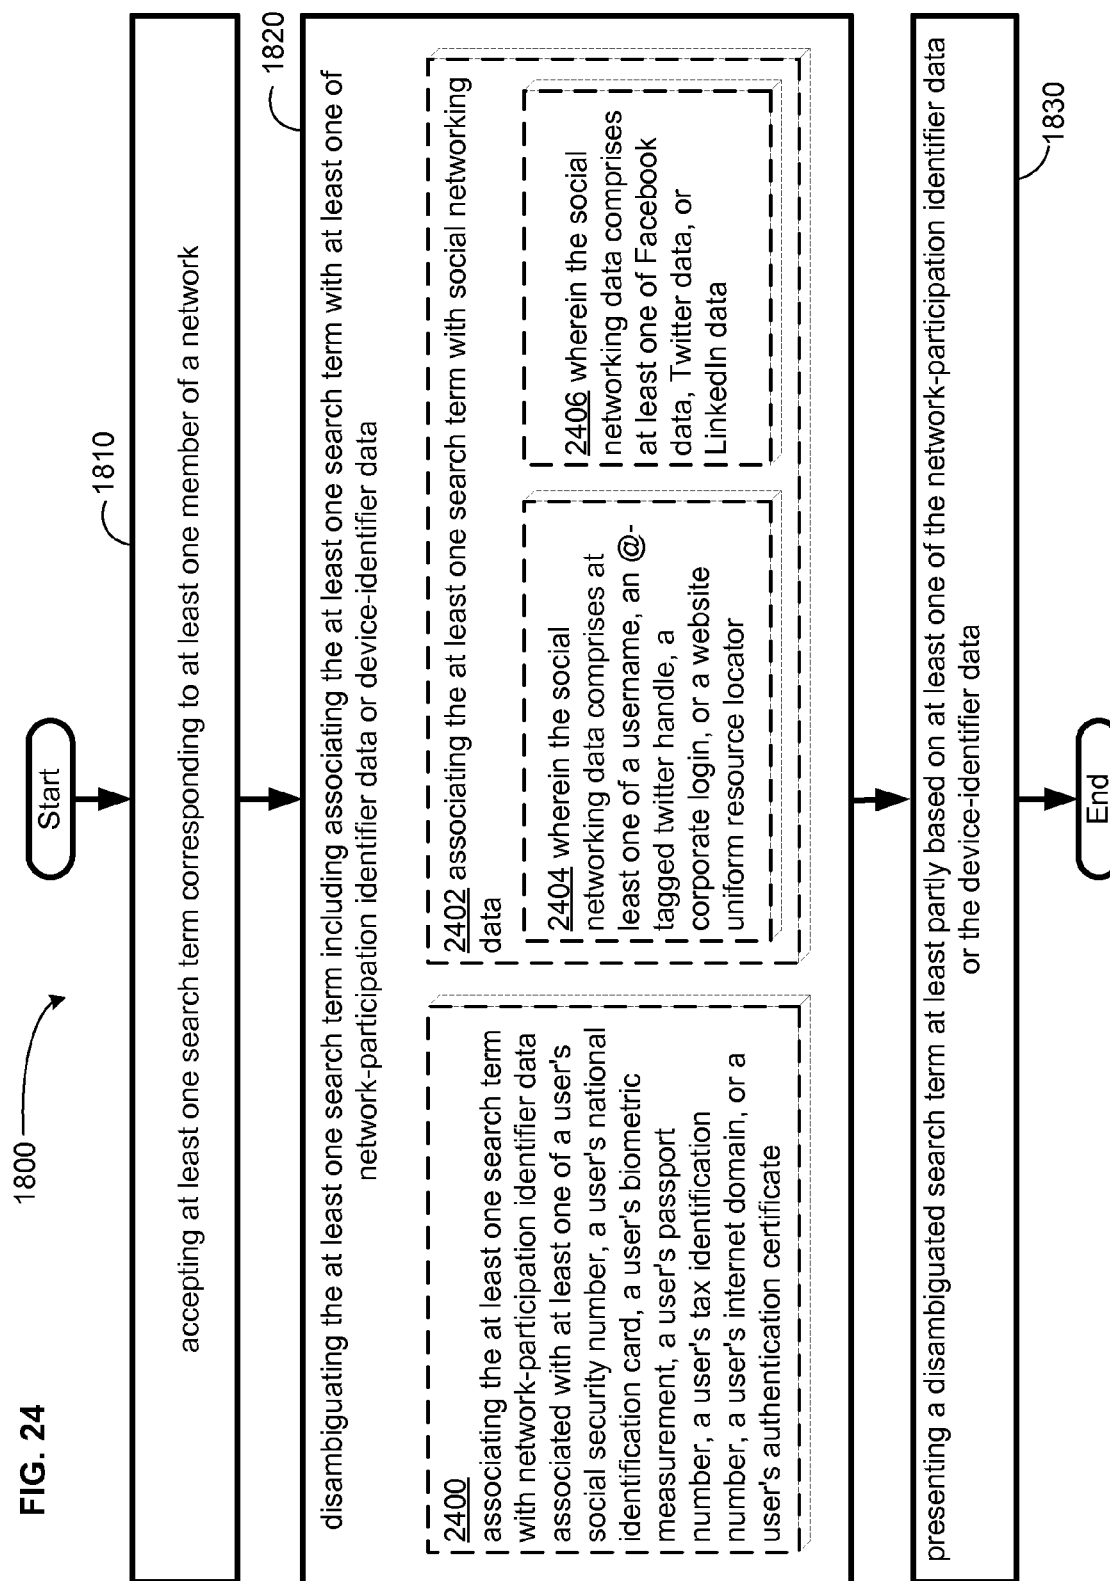 FIG. 24
1800
Start
1810
accepting at least one search term corresponding to at least one member of a network
1820
disambiguating the at least one search term including associating the at least one search term with at least one of
network-participation identifier data or device-identifier data
2400
associating the at least one search term
with network-participation identifier data
associated with at least one of a user's
social security number, a user's national
identification card, a user's biometric
measurement, a user's passport
number, a user's tax identification
number, a user's internet domain, or a
user's authentication certificate
2402 associating the at least one search term with social networking
data
2404 wherein the social
networking data comprises at
least one of a username, an @-
tagged twitter handle, a
corporate login, or a website
uniform resource locator
2406 wherein the social
networking data comprises
at least one of Facebook
data, Twitter data, or
LinkedIn data
1830
presenting a disambiguated search term at least partly based on at least one of the network-participation identifier data
or the device-identifier data
End